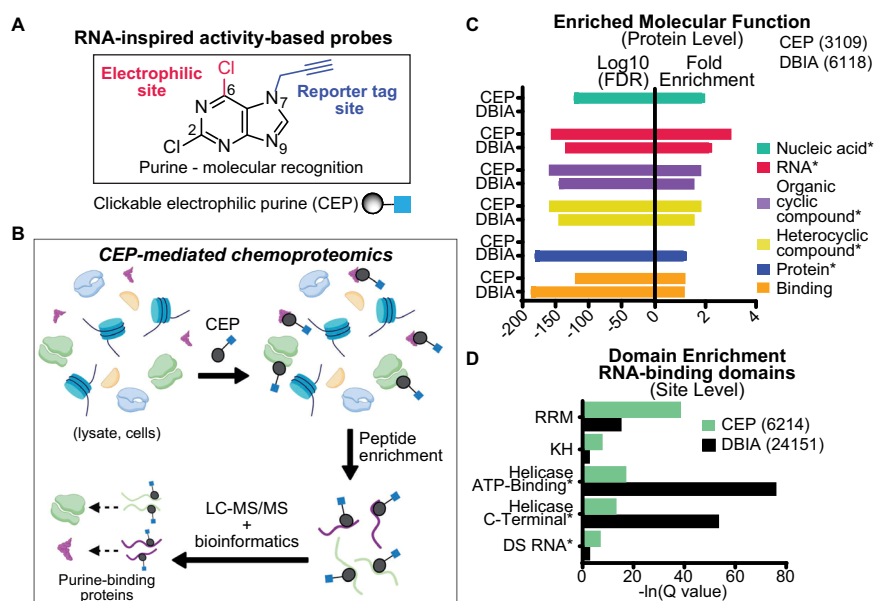 A
RNA-inspired activity-based probes
Electrophilic
site
Cl
6
N
7
Reporter tag
site
N
2
Cl
N
N
9
Purine - molecular recognition
Clickable electrophilic purine (CEP)
B
CEP-mediated chemoproteomics
CEP
(lysate, cells)
Peptide
enrichment
LC-MS/MS
+
bioinformatics
Purine-binding
proteins
C
Enriched Molecular Function
(Protein Level)
CEP (3109)
DBIA (6118)
Log10
(FDR)
Fold
Enrichment
CEP
DBIA
CEP
DBIA
CEP
DBIA
CEP
DBIA
CEP
DBIA
CEP
DBIA
-200
-150
-100
-50
0
2
4
Nucleic acid*
RNA*
Organic
cyclic
compound*
Heterocyclic
compound*
Protein*
Binding
D
Domain Enrichment
RNA-binding domains
(Site Level)
CEP (6214)
DBIA (24151)
RRM
KH
Helicase
ATP-Binding*
Helicase
C-Terminal*
DS RNA*
0
20
40
60
80
-ln(Q value)